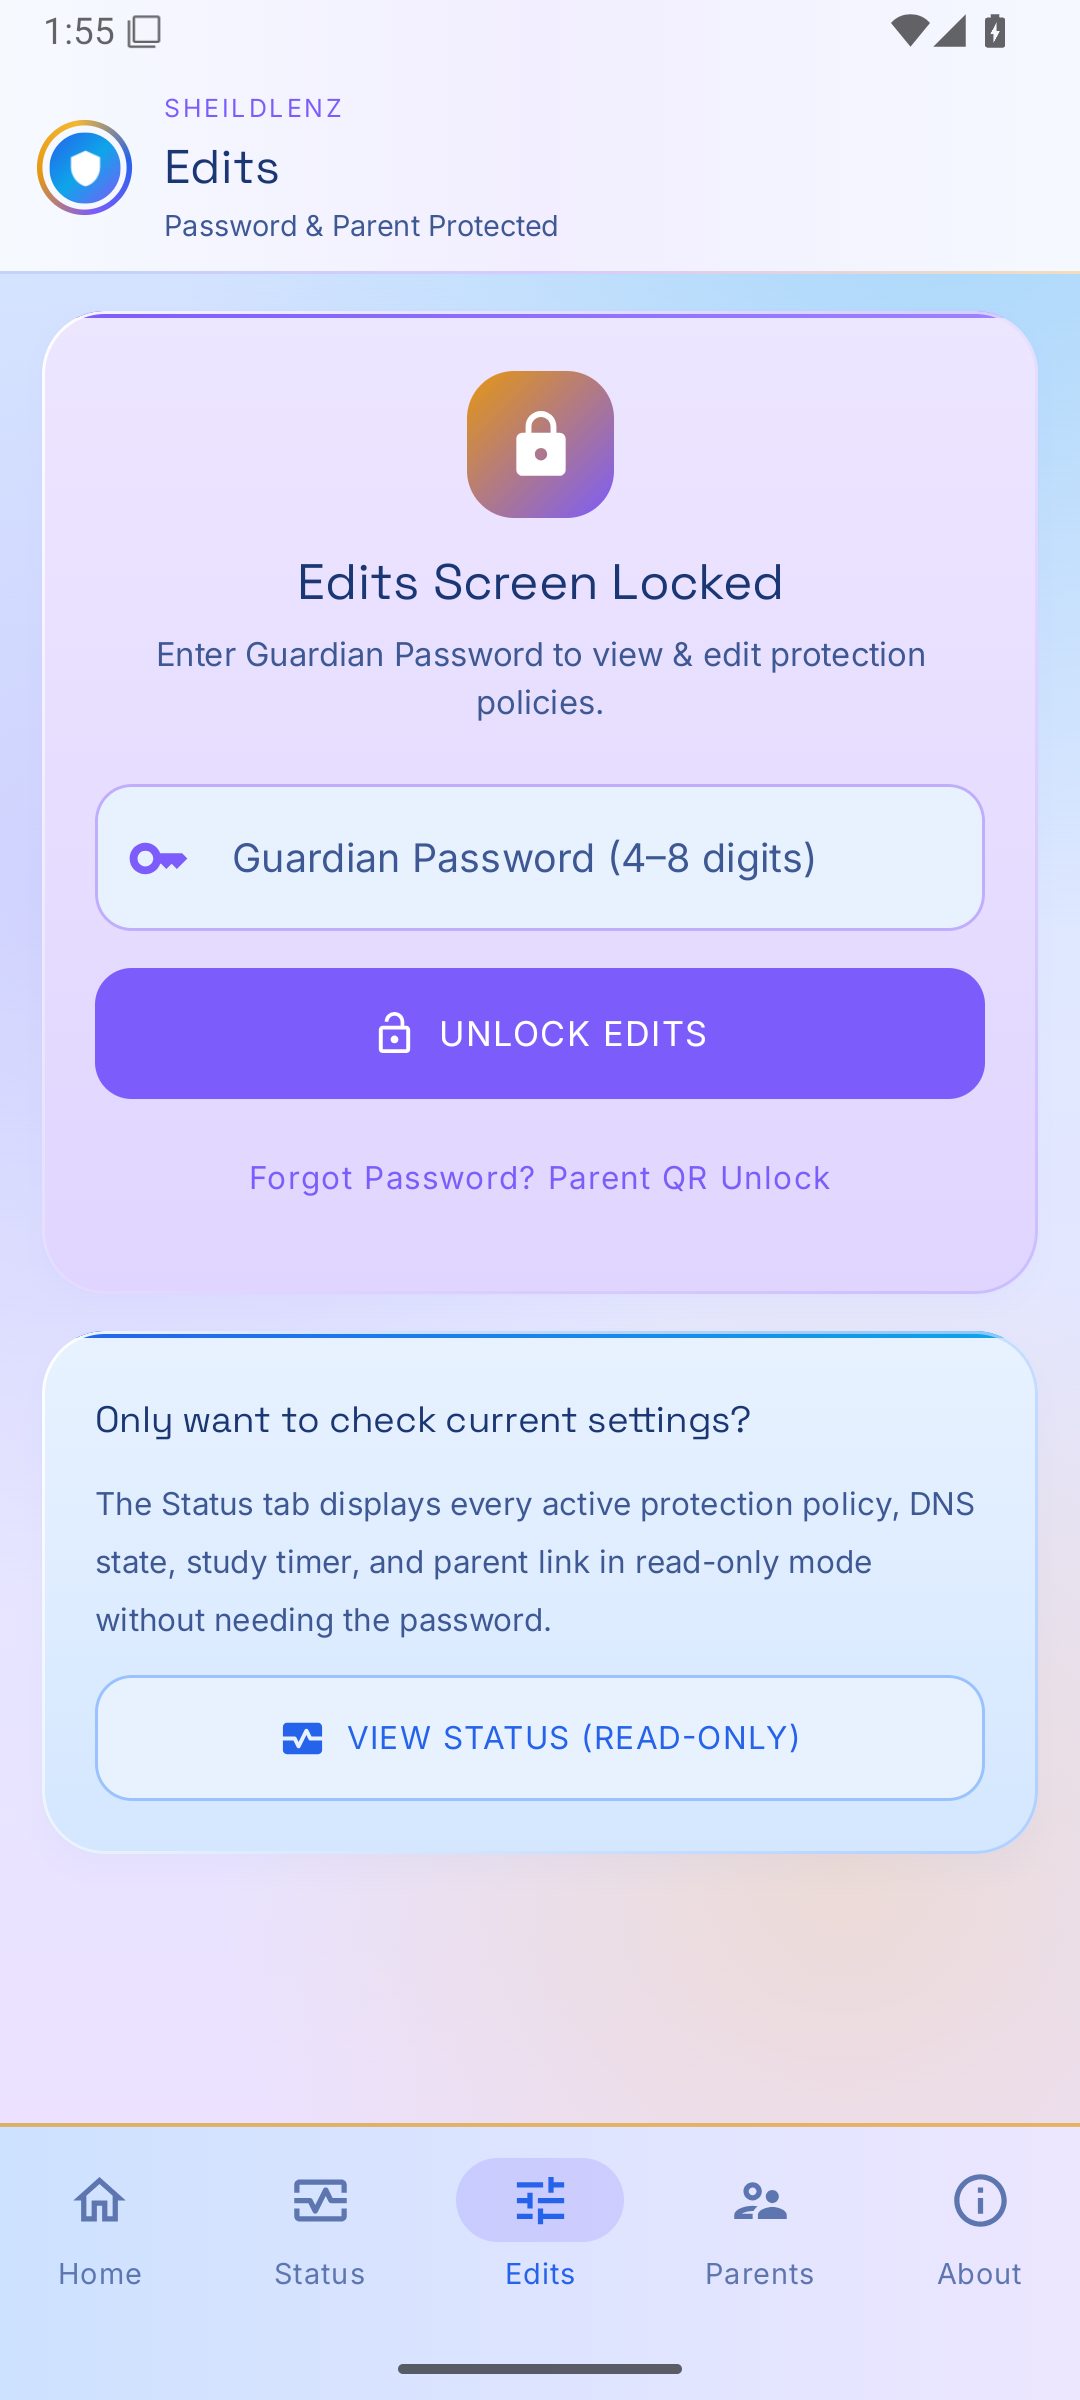 1:55
SHEILDLENZ
Edits
Password & Parent Protected
Edits Screen Locked
Enter Guardian Password to view & edit protection
policies.
Guardian Password (4–8 digits)
UNLOCK EDITS
Forgot Password? Parent QR Unlock
Only want to check current settings?
The Status tab displays every active protection policy, DNS
state, study timer, and parent link in read-only mode
without needing the password.
VIEW STATUS (READ-ONLY)
Home
Status
Edits
Parents
About